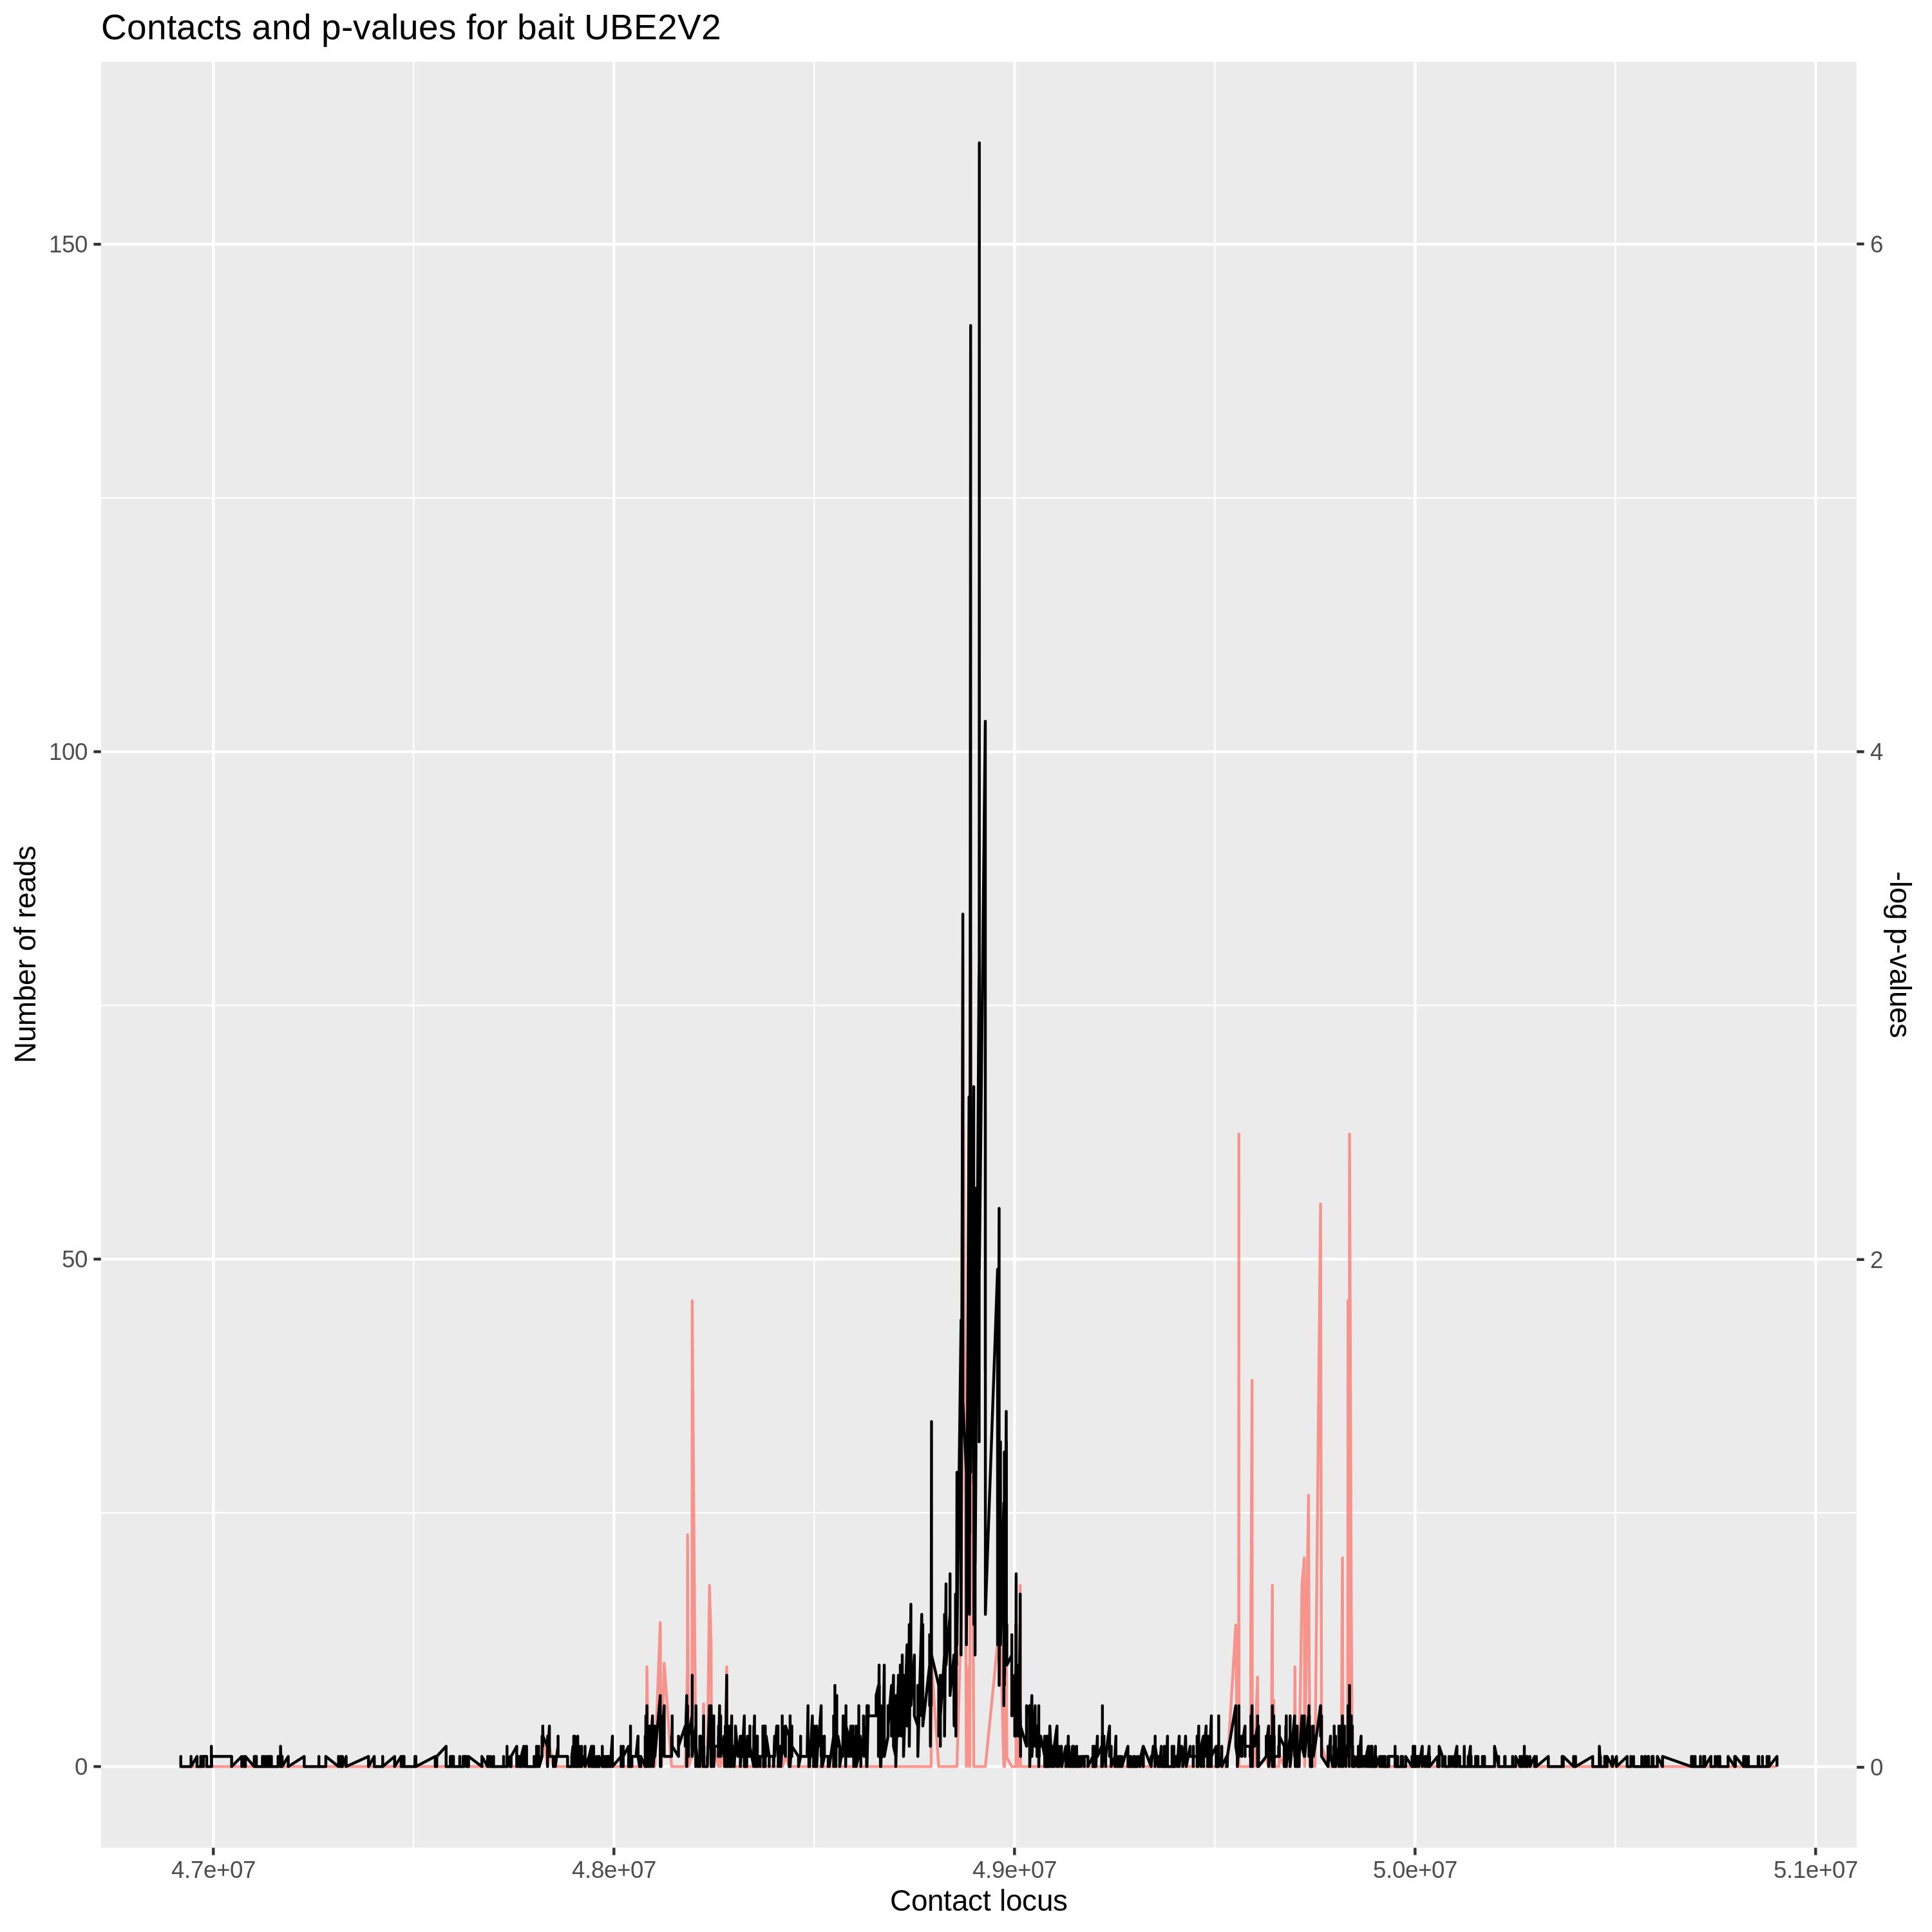 Contacts and p-values for bait UBE2V2
150
100
50
0
Number of reads
6
4
2
0
-log p-values
4.7e+07
4.8e+07
4.9e+07
5.0e+07
5.1e+07
Contact locus